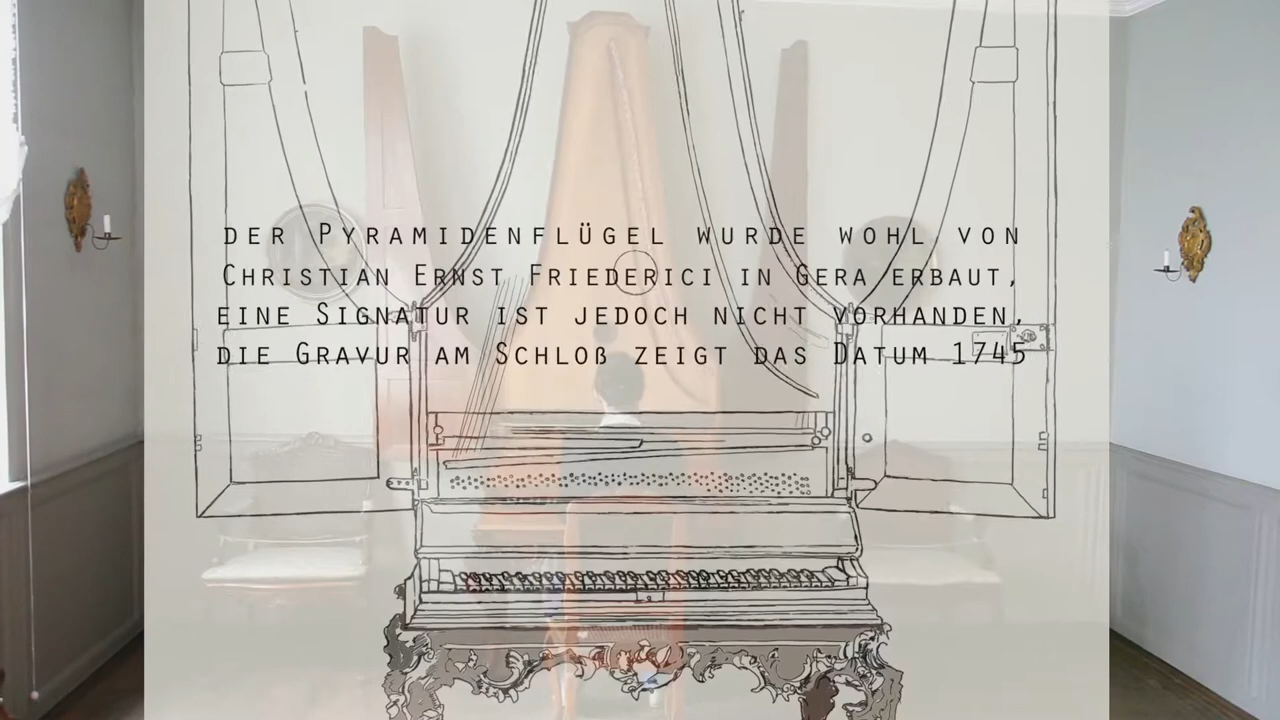 der Pyramidenflügel wurde wohl von
Christian Ernst Friederici in Gera erbaut,
eine Signatur ist jedoch nicht vorhanden,
die Gravur am Schloß zeigt das Datum 1745